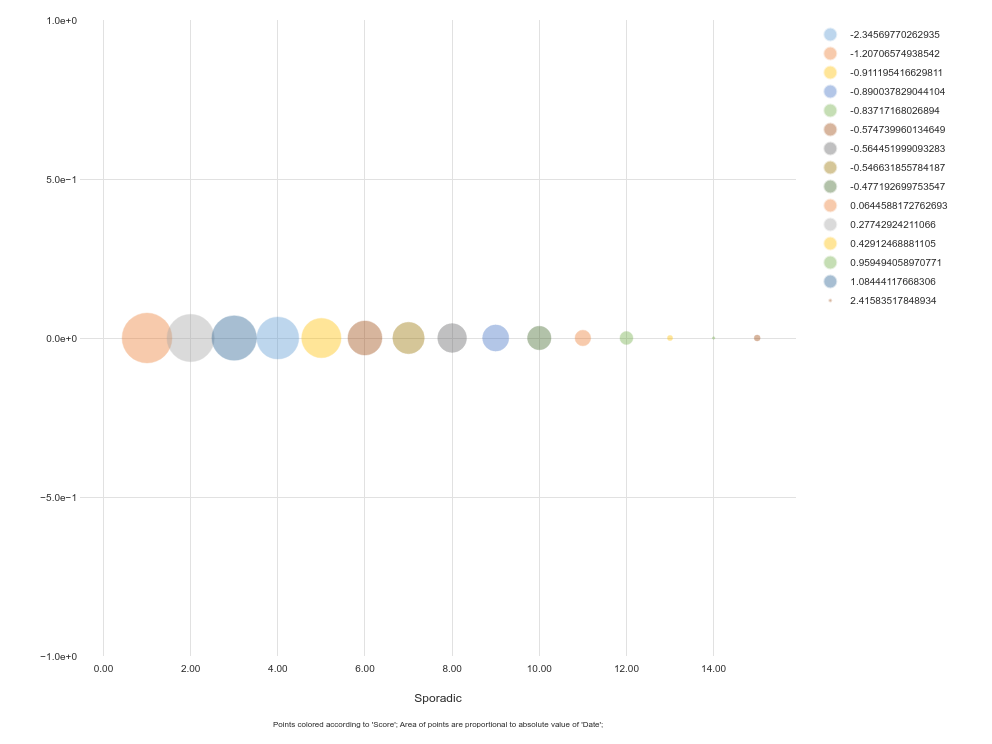 1.0e+0
5.0e−1
0.0e+0
−5.0e−1
−1.0e+0
0.00 2.00 4.00 6.00 8.00 10.00 12.00 14.00
Sporadic
Points colored according to 'Score'; Area of points are proportional to absolute value of 'Date';
-2.34569770262935
-1.20706574938542
-0.911195416629811
-0.890037829044104
-0.83717168026894
-0.574739960134649
-0.564451999093283
-0.546631855784187
-0.477192699753547
0.0644588172762693
0.27742924211066
0.42912468881105
0.959494058970771
1.08444117668306
2.41583517848934